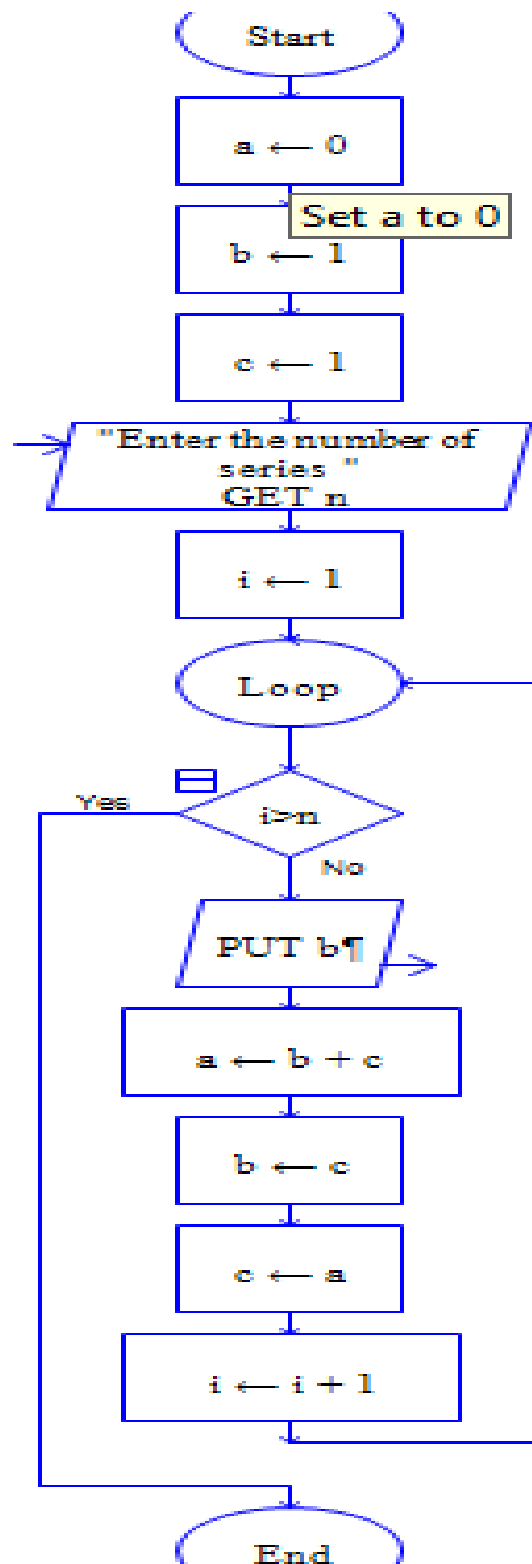 Start
a ← 0
Set a to 0
b ← 1
c ← 1
"Enter the number of
series "
GET n
i ← 1
Loop
Yes
i>n
No
PUT b¶
a ← b + c
b ← c
c ← a
i ← i + 1
End